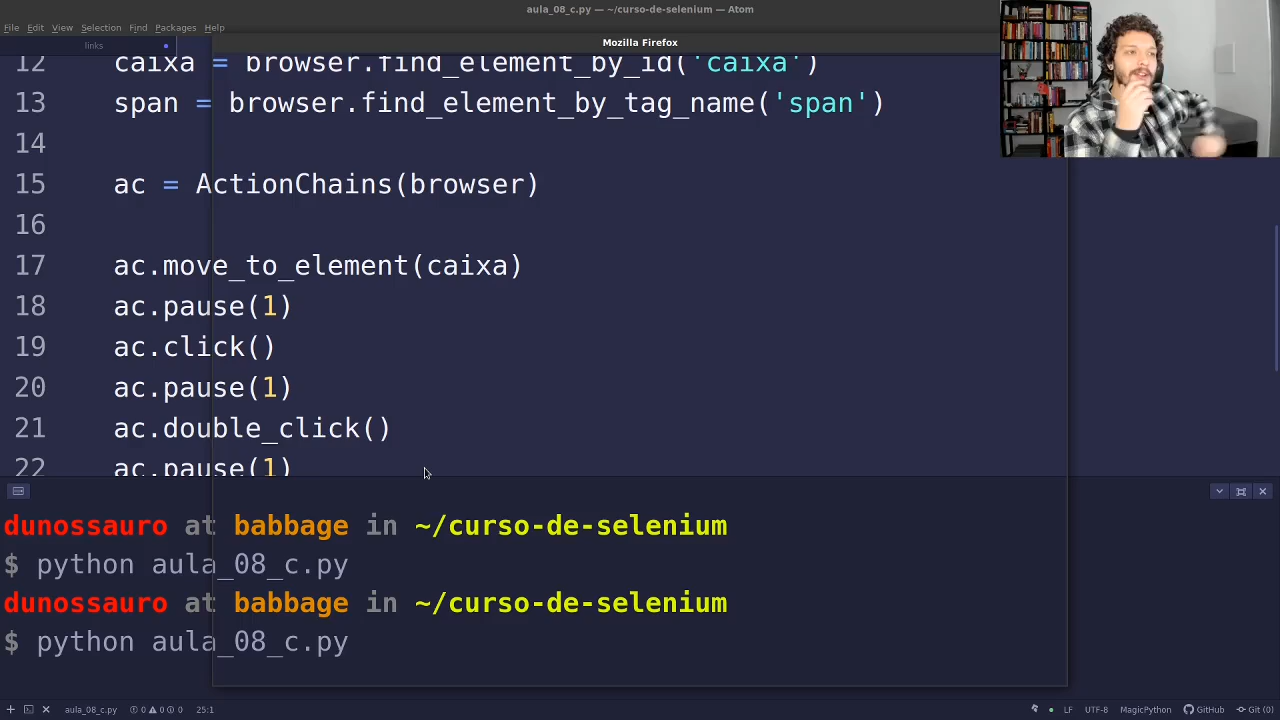 aula_08_c.py — ~/curso-de-selenium — Atom
File Edit View Selection Find Packages Help
links
Mozilla Firefox
12 caixa = browser.find_element_by_id('caixa')
13 span = browser.find_element_by_tag_name('span')
14
15 ac = ActionChains(browser)
16
17 ac.move_to_element(caixa)
18 ac.pause(1)
19 ac.click()
20 ac.pause(1)
21 ac.double_click()
22 ac.pause(1)
dunossauro at babbage in ~/curso-de-selenium
$ python aula_08_c.py
dunossauro at babbage in ~/curso-de-selenium
$ python aula_08_c.py
aula_08_c.py 0 0 0 25:1 LF UTF-8 MagicPython GitHub Git (0)